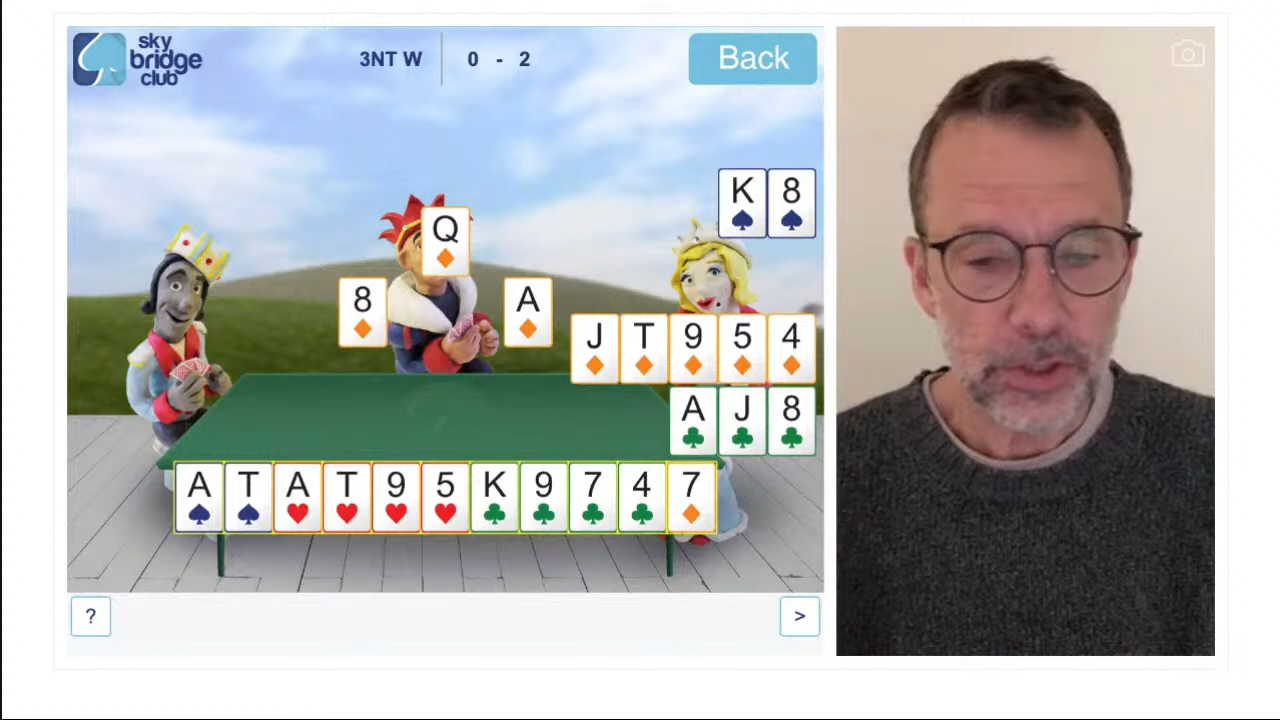 sky
bridge
club
3NT W
0 - 2
Back
K 8
Q
8 A
J T 9 5 4
A J 8
A T A T 9 5 K 9 7 4 7
?
>